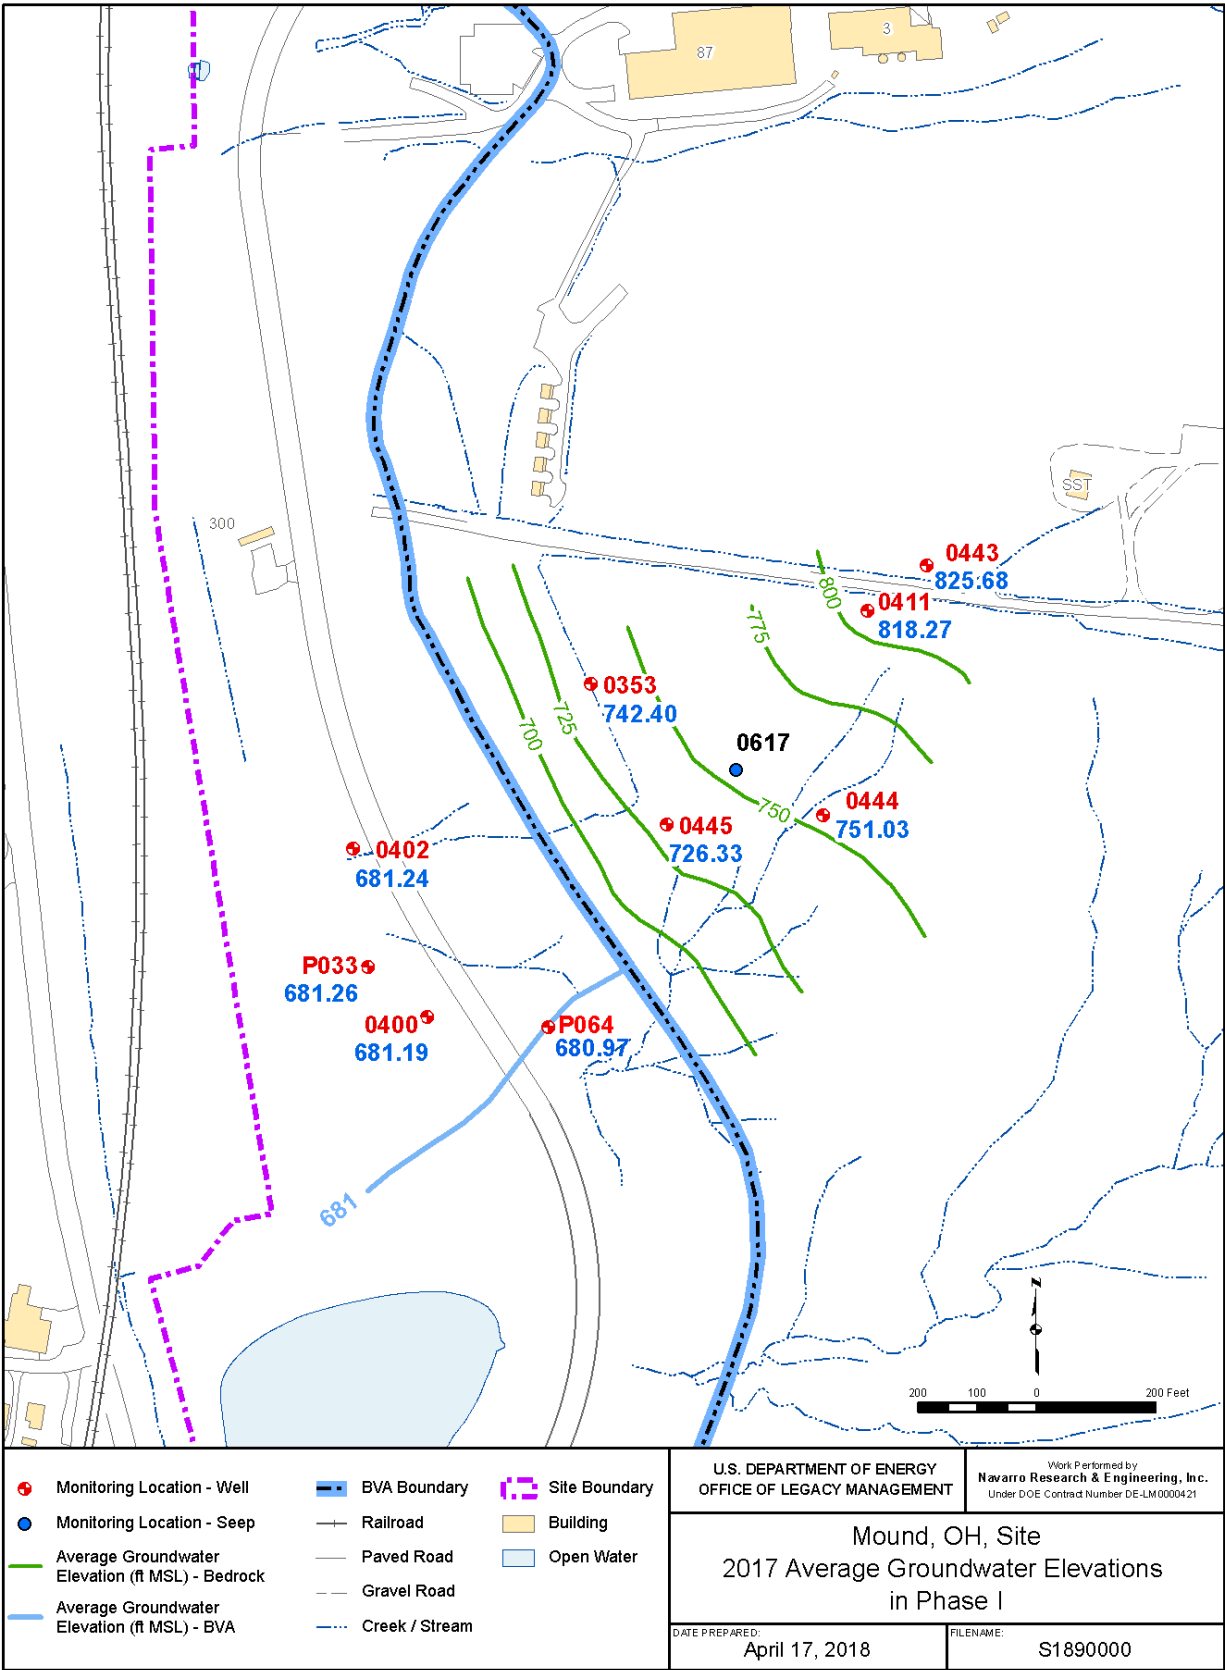 87
3
SST
300
0443
825.68
800
0411
818.27
775
0353
742.40
725
700
0617
750
0444
751.03
0445
726.33
0402
681.24
P033
681.26
0400
681.19
P064
680.97
681
N
200 100 0 200 Feet
Monitoring Location - Well
Monitoring Location - Seep
Average Groundwater
Elevation (ft MSL) - Bedrock
Average Groundwater
Elevation (ft MSL) - BVA
BVA Boundary
Railroad
Paved Road
Gravel Road
Creek / Stream
Site Boundary
Building
Open Water
U.S. DEPARTMENT OF ENERGY
OFFICE OF LEGACY MANAGEMENT
Work Performed by
Navarro Research & Engineering, Inc.
Under DOE Contract Number DE-LM0000421
Mound, OH, Site
2017 Average Groundwater Elevations
in Phase I
DATE PREPARED:
April 17, 2018
FILENAME:
S1890000